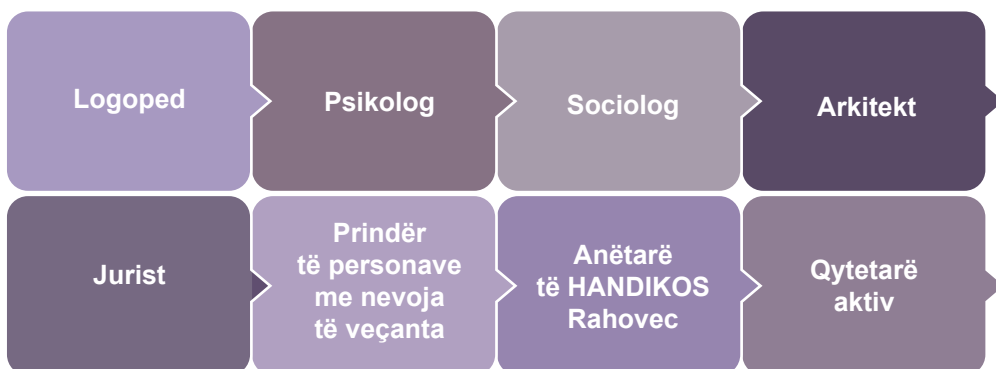 Logoped
Psikolog
Sociolog
Arkitekt
Jurist
Prindër
të personave
me nevoja
të veçanta
Anëtarë
të HANDIKOS
Rahovec
Qytetarë
aktiv